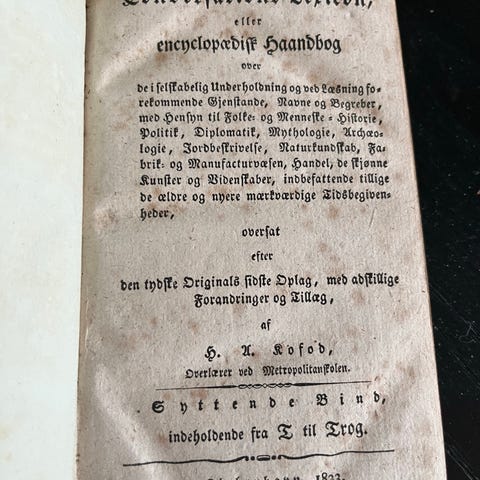 Conversations-Lexicon,
eller
encyclopædisk Haandbog
over
de i selskabelig Underholdning og ved Læsning fo-
rekommende Gjenstande, Navne og Begreber,
med Hensyn til Folke- og Menneske-Historie,
Politik, Diplomatik, Mythologie, Archæo-
logie, Jordbeskrivelse, Naturkundskab, Fa-
brik- og Manufacturvæsen, Handel, de skjønne
Kunster og Videnskaber, indbefattende tillige
de ældre og nyere mærkværdige Tidsbegiven-
heder,
oversat
efter
den tydske Originals sidste Oplag, med adskillige
Forandringer og Tillæg,
af
H. A. Kofod,
Overlærer ved Metropolitanskolen.
Syttende Bind,
indeholdende fra T til Trog.